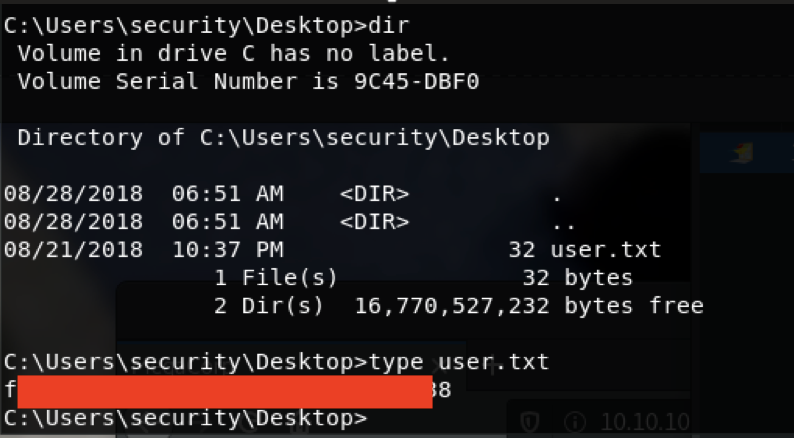 C:\Users\security\Desktop>dir
Volume in drive C has no label.
Volume Serial Number is 9C45-DBF0
Directory of C:\Users\security\Desktop
08/28/2018 06:51 AM <DIR> .
08/28/2018 06:51 AM <DIR> ..
08/21/2018 10:37 PM 32 user.txt
1 File(s) 32 bytes
2 Dir(s) 16,770,527,232 bytes free
C:\Users\security\Desktop>type user.txt
f 38
C:\Users\security\Desktop>
10.10.10